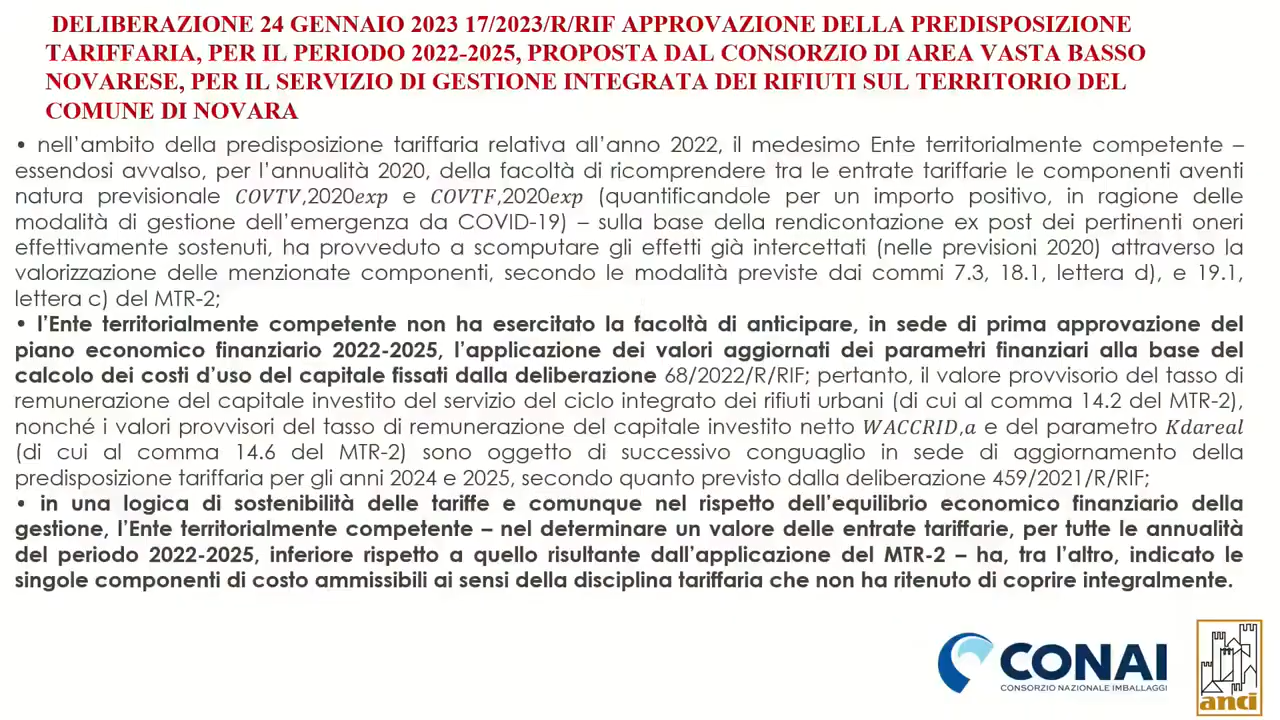 DELIBERAZIONE 24 GENNAIO 2023 17/2023/R/RIF APPROVAZIONE DELLA PREDISPOSIZIONE
TARIFFARIA, PER IL PERIODO 2022-2025, PROPOSTA DAL CONSORZIO DI AREA VASTA BASSO
NOVARESE, PER IL SERVIZIO DI GESTIONE INTEGRATA DEI RIFIUTI SUL TERRITORIO DEL
COMUNE DI NOVARA
• nell’ambito della predisposizione tariffaria relativa all’anno 2022, il medesimo Ente territorialmente competente –
essendosi avvalso, per l’annualità 2020, della facoltà di ricomprendere tra le entrate tariffarie le componenti aventi
natura previsionale COVTV,2020exp e COVTF,2020exp (quantificandole per un importo positivo, in ragione delle
modalità di gestione dell’emergenza da COVID-19) – sulla base della rendicontazione ex post dei pertinenti oneri
effettivamente sostenuti, ha provveduto a scomputare gli effetti già intercettati (nelle previsioni 2020) attraverso la
valorizzazione delle menzionate componenti, secondo le modalità previste dai commi 7.3, 18.1, lettera d), e 19.1,
lettera c) del MTR-2;
• l’Ente territorialmente competente non ha esercitato la facoltà di anticipare, in sede di prima approvazione del
piano economico finanziario 2022-2025, l’applicazione dei valori aggiornati dei parametri finanziari alla base del
calcolo dei costi d’uso del capitale fissati dalla deliberazione 68/2022/R/RIF; pertanto, il valore provvisorio del tasso di
remunerazione del capitale investito del servizio del ciclo integrato dei rifiuti urbani (di cui al comma 14.2 del MTR-2),
nonché i valori provvisori del tasso di remunerazione del capitale investito netto WACCRID,a e del parametro Kdareal
(di cui al comma 14.6 del MTR-2) sono oggetto di successivo conguaglio in sede di aggiornamento della
predisposizione tariffaria per gli anni 2024 e 2025, secondo quanto previsto dalla deliberazione 459/2021/R/RIF;
• in una logica di sostenibilità delle tariffe e comunque nel rispetto dell’equilibrio economico finanziario della
gestione, l’Ente territorialmente competente – nel determinare un valore delle entrate tariffarie, per tutte le annualità
del periodo 2022-2025, inferiore rispetto a quello risultante dall’applicazione del MTR-2 – ha, tra l’altro, indicato le
singole componenti di costo ammissibili ai sensi della disciplina tariffaria che non ha ritenuto di coprire integralmente.
CONAI
CONSORZIO NAZIONALE IMBALLAGGI
anci